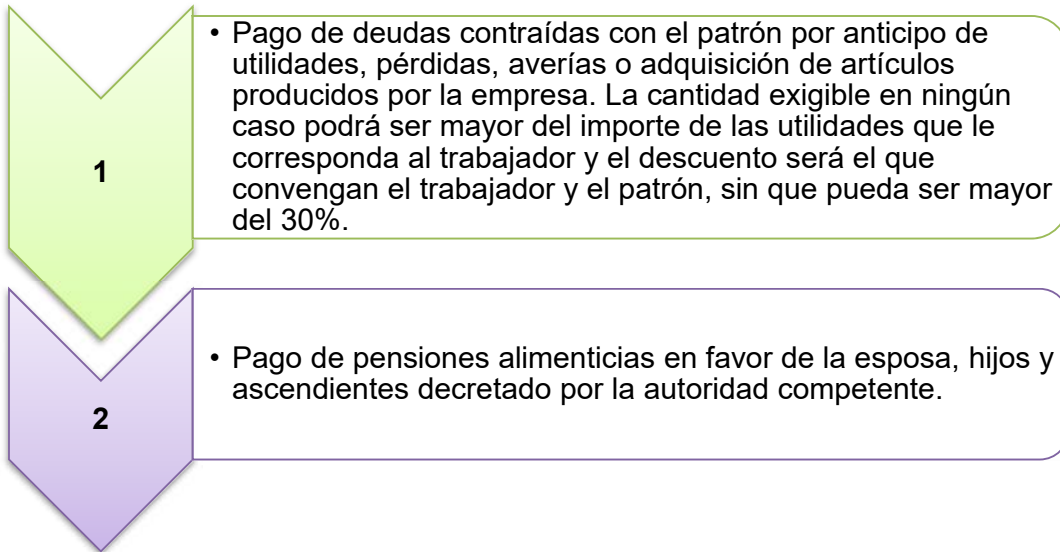 1
• Pago de deudas contraídas con el patrón por anticipo de
utilidades, pérdidas, averías o adquisición de artículos
producidos por la empresa. La cantidad exigible en ningún
caso podrá ser mayor del importe de las utilidades que le
corresponda al trabajador y el descuento será el que
convengan el trabajador y el patrón, sin que pueda ser mayor
del 30%.
2
• Pago de pensiones alimenticias en favor de la esposa, hijos y
ascendientes decretado por la autoridad competente.